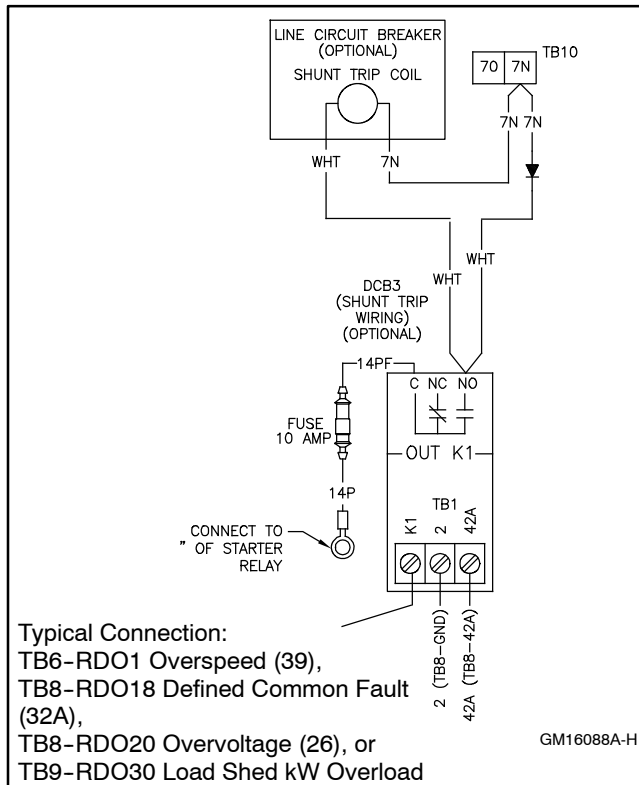 LINE CIRCUIT BREAKER
(OPTIONAL)
SHUNT TRIP COIL
70 7N TB10
7N 7N
WHT 7N
WHT WHT
DCB3
(SHUNT TRIP
WIRING)
(OPTIONAL)
14PF
C NC NO
FUSE
10 AMP
OUT K1
14P
TB1
K1 2 42A
CONNECT TO
" OF STARTER
RELAY
2 (TB8-GND)
42A (TB8-42A)
Typical Connection:
TB6-RDO1 Overspeed (39),
TB8-RDO18 Defined Common Fault
(32A),
TB8-RDO20 Overvoltage (26), or
TB9-RDO30 Load Shed kW Overload
GM16088A-H